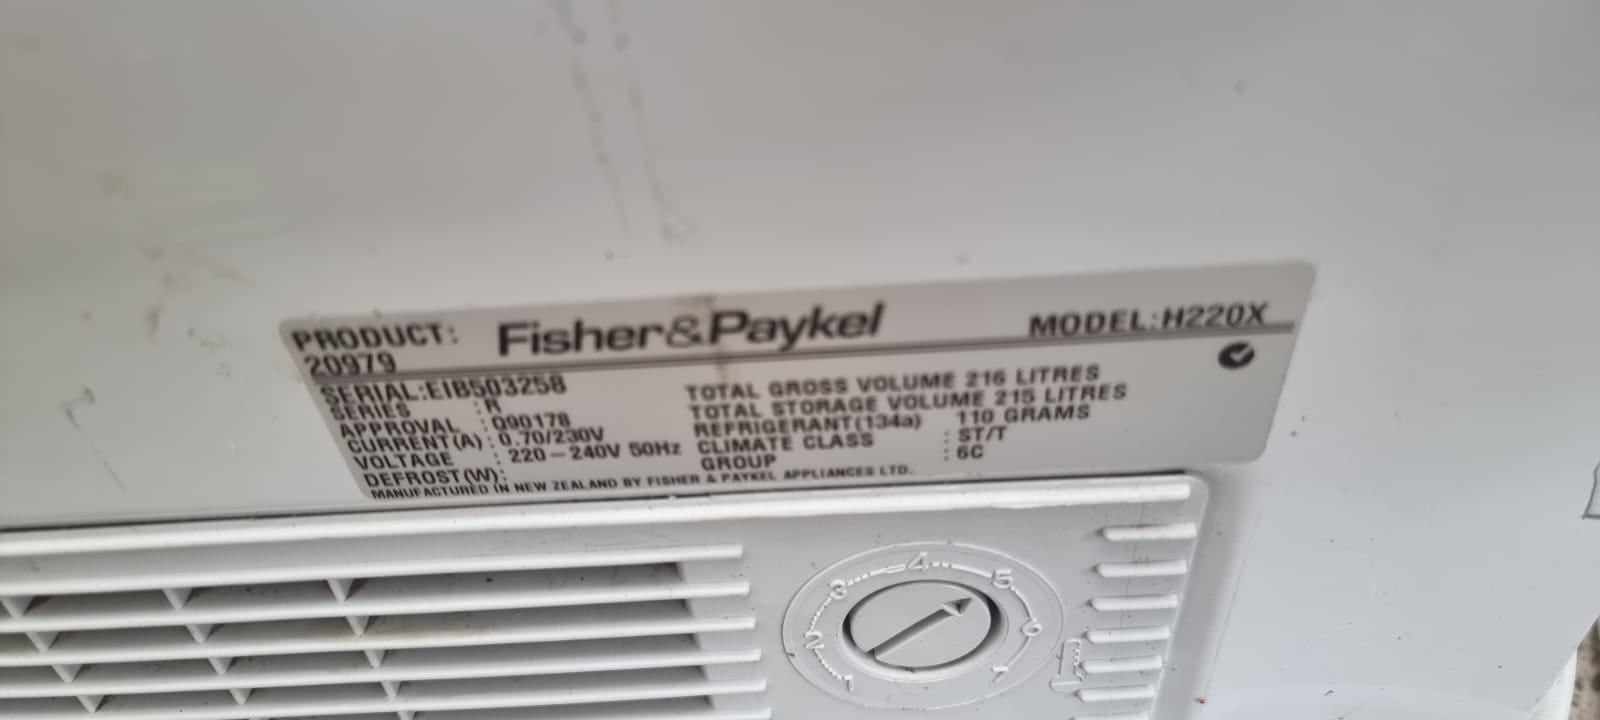 PRODUCT: Fisher&Paykel MODEL:H220X
20979
SERIAL:EIB503258
SERIES : R
APPROVAL : Q90178
CURRENT(A) : 0.70/230V
VOLTAGE : 220-240V 50Hz
DEFROST(W):
TOTAL GROSS VOLUME 216 LITRES
TOTAL STORAGE VOLUME 215 LITRES
REFRIGERANT(134a) 110 GRAMS
CLIMATE CLASS : ST/T
GROUP : 6C
MANUFACTURED IN NEW ZEALAND BY FISHER & PAYKEL APPLIANCES LTD.
1 2 3 4 5 6 7